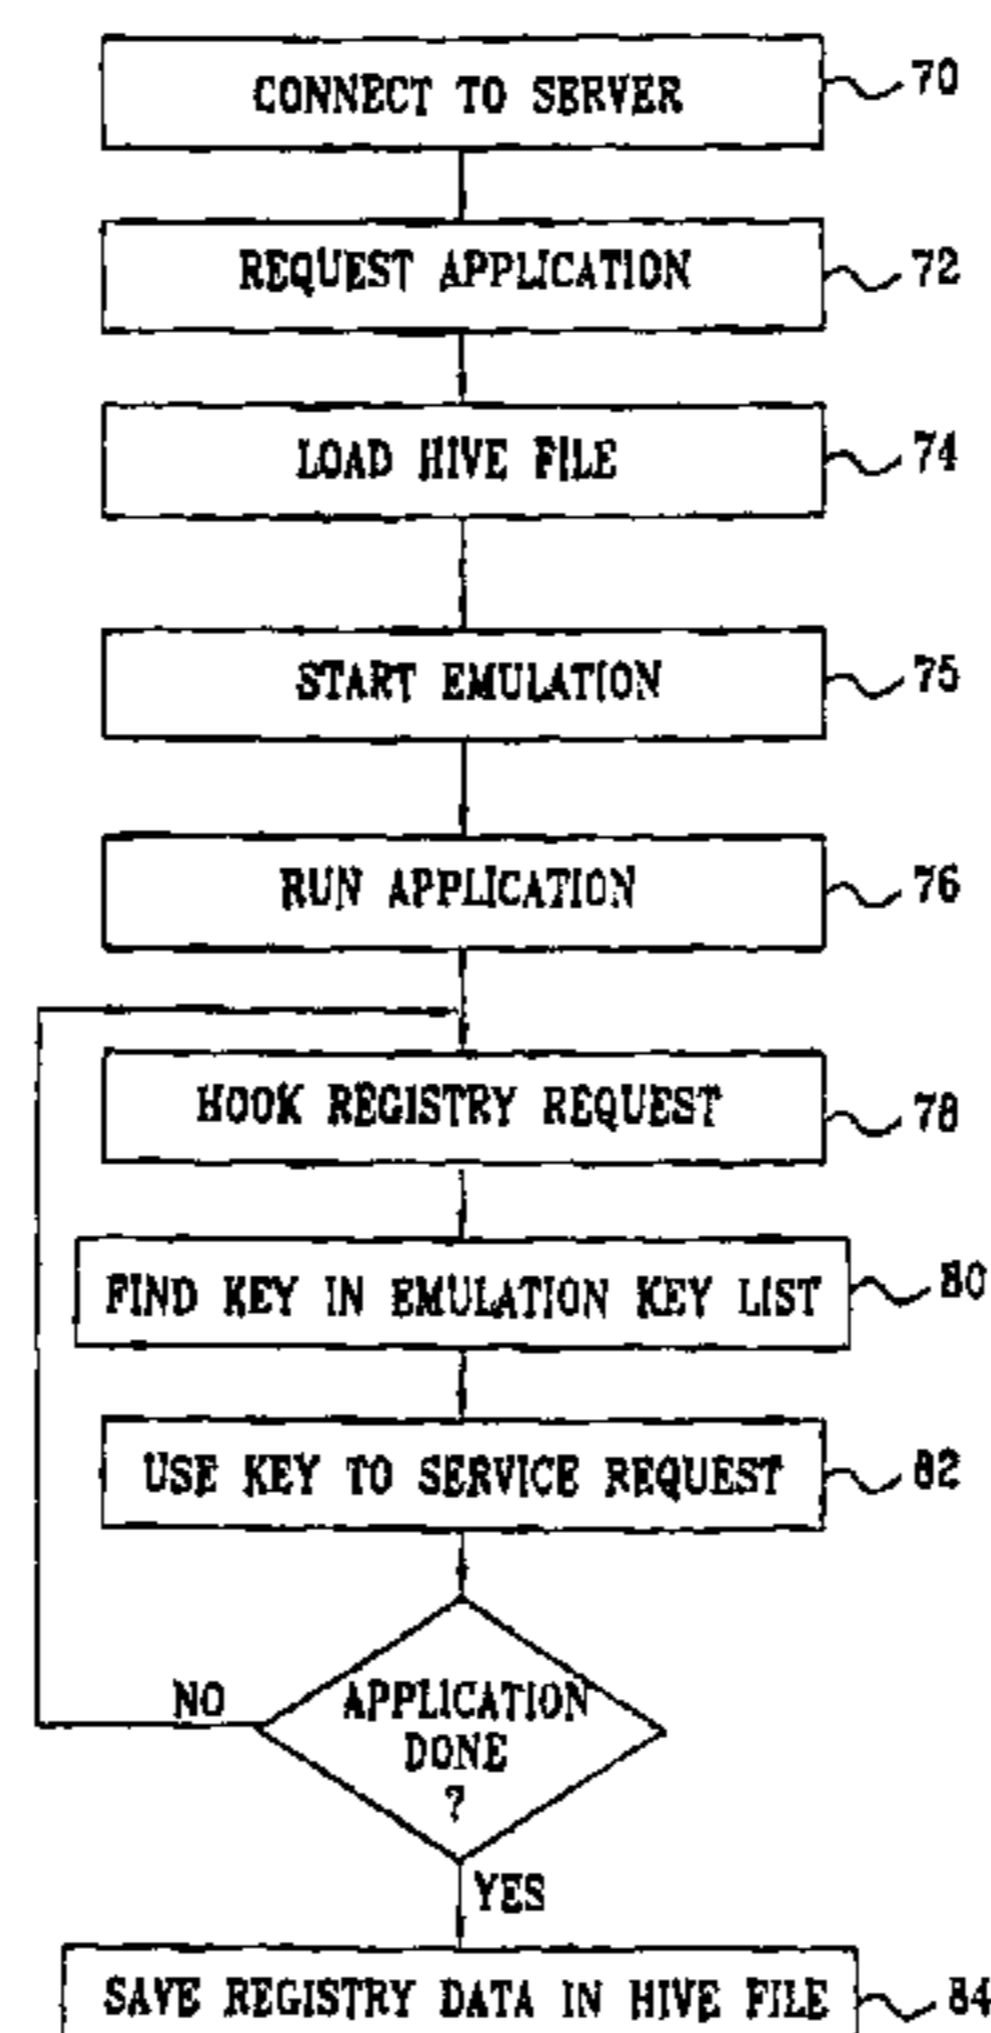 CONNECT TO SERVER 70
REQUEST APPLICATION 72
LOAD HIVE FILE 74
START EMULATION 75
RUN APPLICATION 76
HOOK REGISTRY REQUEST 78
FIND KEY IN EMULATION KEY LIST 80
USE KEY TO SERVICE REQUEST 82
APPLICATION
NO
DONE
?
YES
SAVE REGISTRY DATA IN HIVE FILE 84